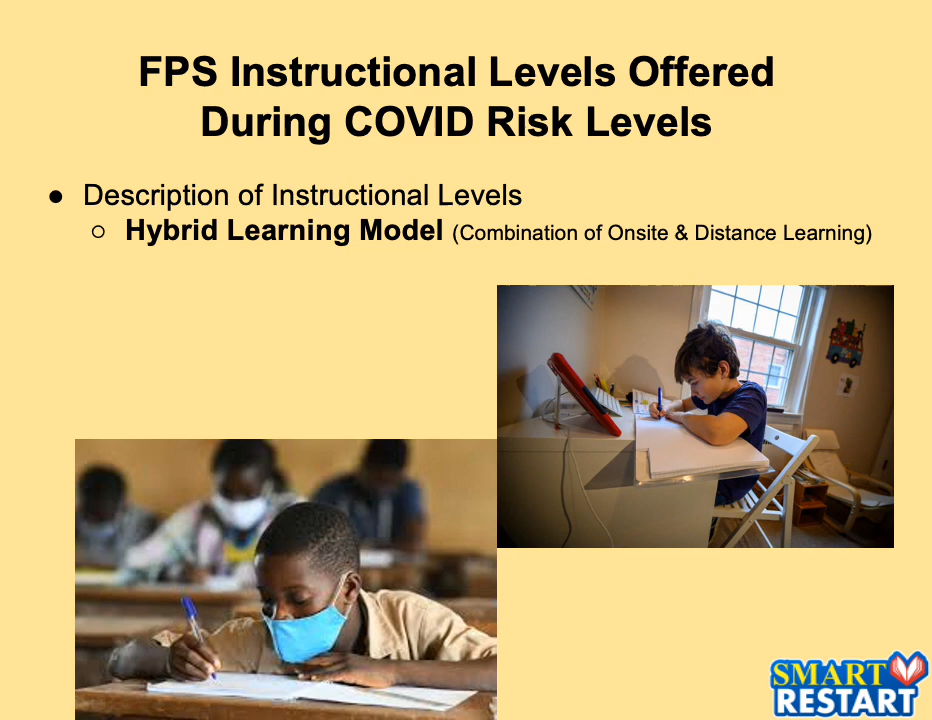 FPS Instructional Levels Offered
During COVID Risk Levels
● Description of Instructional Levels
○ Hybrid Learning Model (Combination of Onsite & Distance Learning)
SMART
RESTART